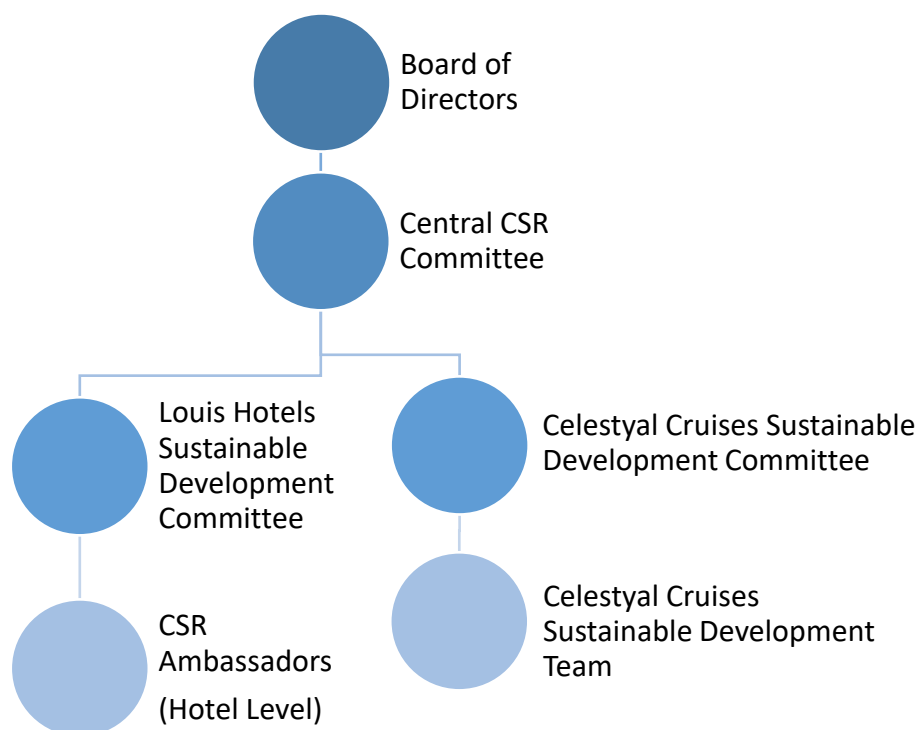 Board of
Directors
Central CSR
Committee
Louis Hotels
Sustainable
Development
Committee
Celestyal Cruises Sustainable
Development Committee
CSR
Ambassadors
(Hotel Level)
Celestyal Cruises
Sustainable Development
Team